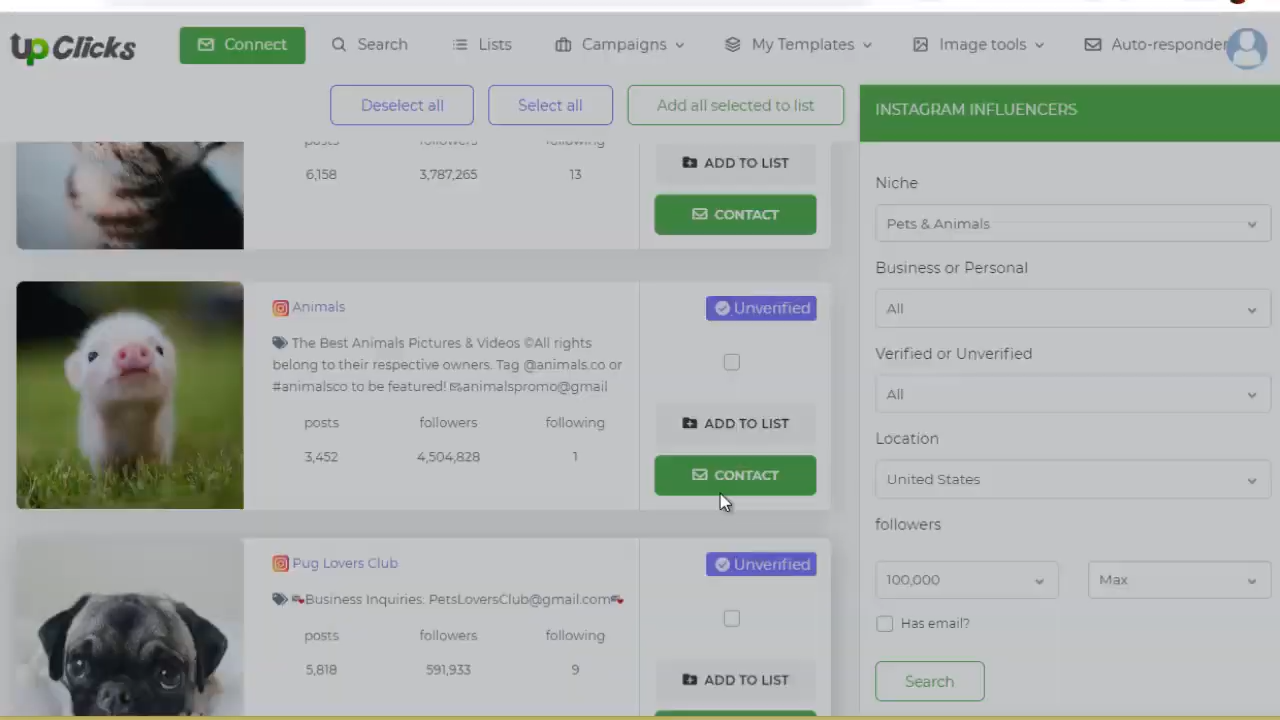 up Clicks
Connect
Search
Lists
Campaigns
My Templates
Image tools
Auto-responder
Deselect all
Select all
Add all selected to list
INSTAGRAM INFLUENCERS
posts followers following
6,158 3,787,265 13
ADD TO LIST
CONTACT
Animals
Unverified
The Best Animals Pictures & Videos ©All rights
belong to their respective owners. Tag @animals.co or
#animalsco to be featured! animalspromo@gmail
posts followers following
3,452 4,504,828 1
ADD TO LIST
CONTACT
Pug Lovers Club
Unverified
Business Inquiries: PetsLoversClub@gmail.com
posts followers following
5,818 591,933 9
ADD TO LIST
Niche
Pets & Animals
Business or Personal
All
Verified or Unverified
All
Location
United States
followers
100,000 Max
Has email?
Search